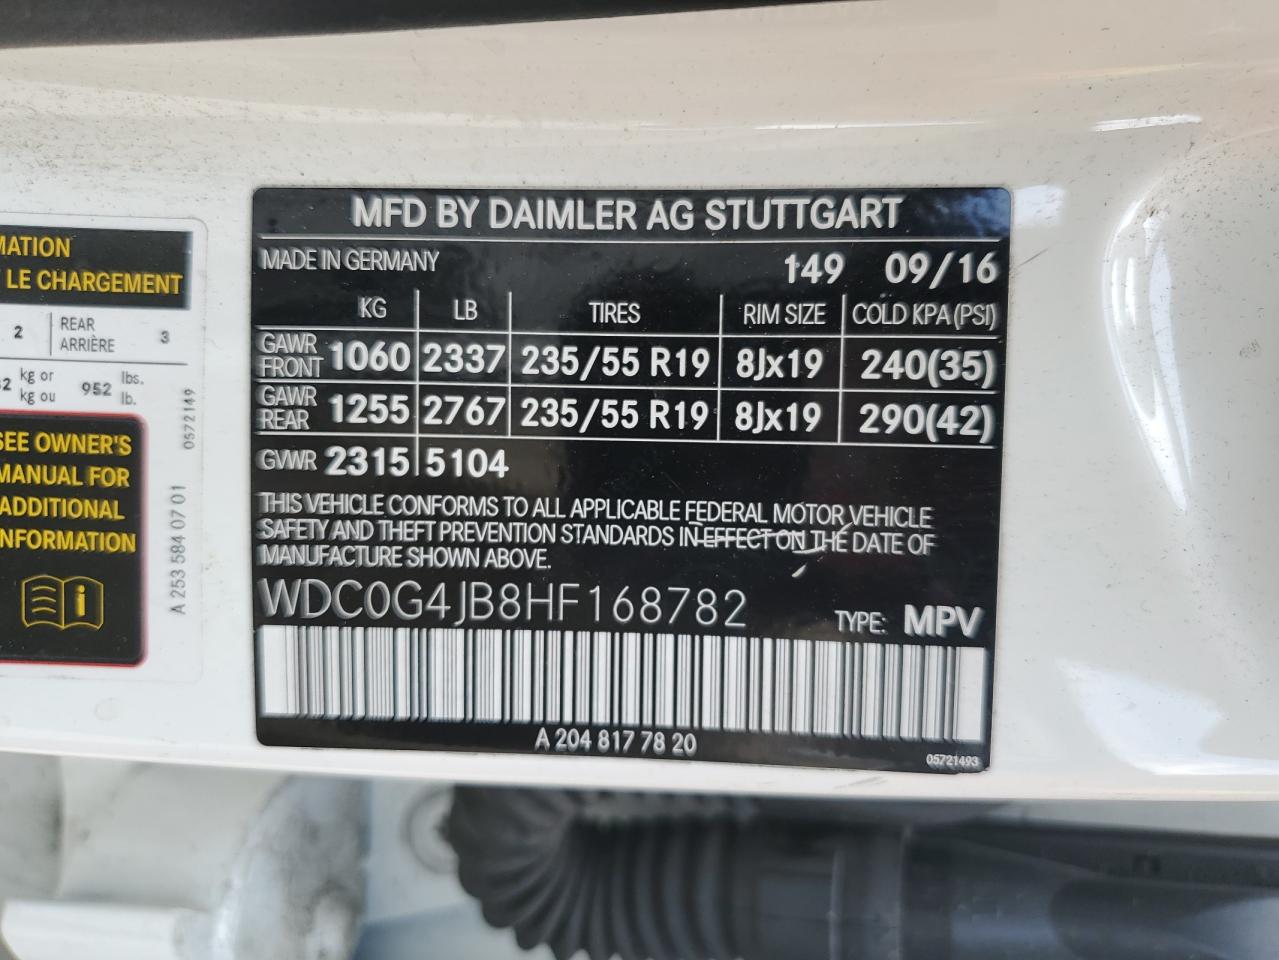 MATION
LE CHARGEMENT
2 REAR ARRIÈRE 3
kg or kg ou 952 lbs. lb.
0572149
SEE OWNER'S
MANUAL FOR
ADDITIONAL
INFORMATION
A 253 584 07 01
MFD BY DAIMLER AG STUTTGART
MADE IN GERMANY 149 09/16
KG LB TIRES RIM SIZE COLD KPA (PSI)
GAWR FRONT 1060 2337 235/55 R19 8Jx19 240(35)
GAWR REAR 1255 2767 235/55 R19 8Jx19 290(42)
GVWR 2315 5104
THIS VEHICLE CONFORMS TO ALL APPLICABLE FEDERAL MOTOR VEHICLE
SAFETY AND THEFT PREVENTION STANDARDS IN EFFECT ON THE DATE OF
MANUFACTURE SHOWN ABOVE.
WDC0G4JB8HF168782 TYPE: MPV
A 204 817 78 20
05721493